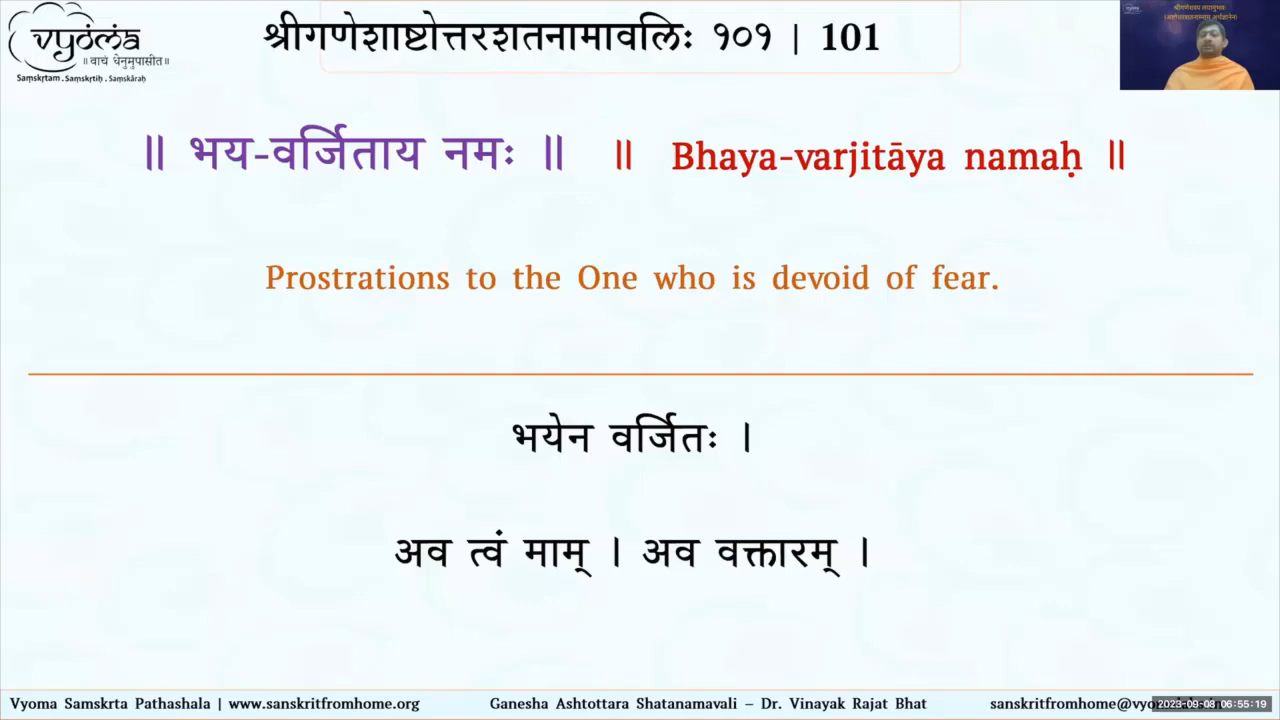 vyoma
॥ वाचं धेनुमुपासीत॥
Saṃskṛtam . Saṃskṛtiḥ . Saṃskāraḥ
श्रीगणेशाष्टोत्तरशतनामावलिः १०१ | 101
॥ भय-वर्जिताय नमः ॥ ॥ Bhaya-varjitāya namaḥ ॥
Prostrations to the One who is devoid of fear.
भयेन वर्जितः ।
अव त्वं माम् । अव वक्तारम् ।
Vyoma Samskrta Pathashala | www.sanskritfromhome.org Ganesha Ashtottara Shatanamavali – Dr. Vinayak Rajat Bhat sanskritfromhome@vyo
2023-09-08 06:55:19